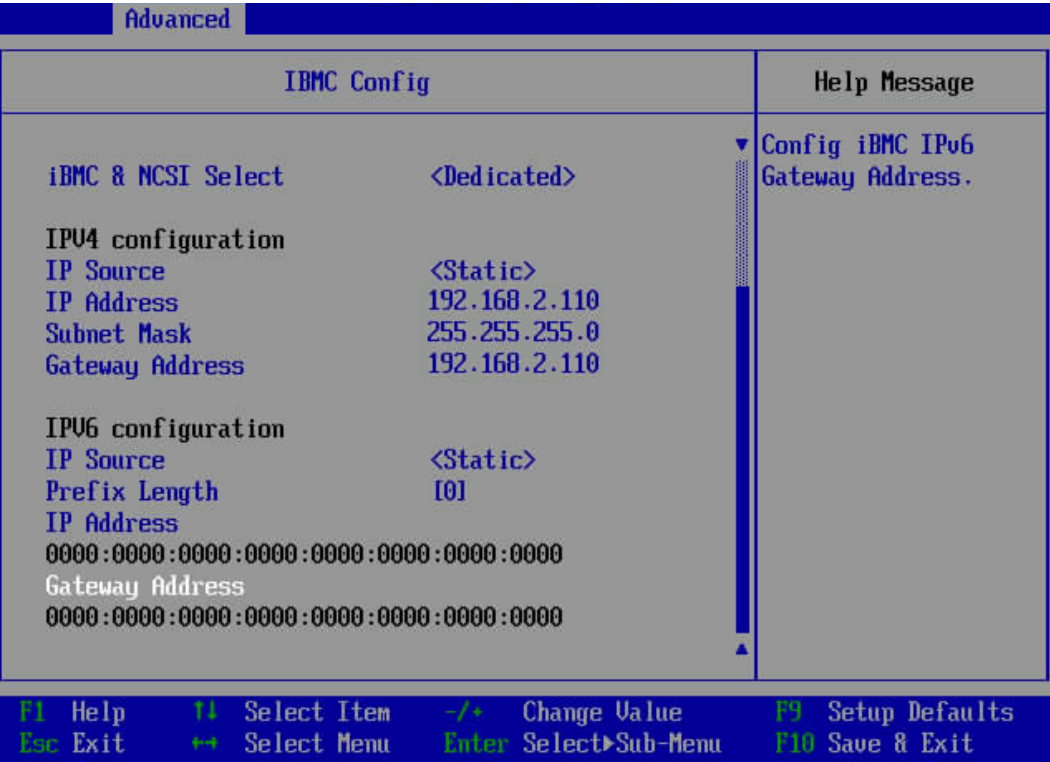 Advanced
IBMC Config
Help Message
iBMC & NCSI Select <Dedicated>
IPV4 configuration
IP Source <Static>
IP Address 192.168.2.110
Subnet Mask 255.255.255.0
Gateway Address 192.168.2.110
IPV6 configuration
IP Source <Static>
Prefix Length [0]
IP Address
0000:0000:0000:0000:0000:0000:0000:0000
Gateway Address
0000:0000:0000:0000:0000:0000:0000:0000
Config iBMC IPv6
Gateway Address.
F1 Help ↑↓ Select Item -/+ Change Value F9 Setup Defaults
Esc Exit ←→ Select Menu Enter Select▶Sub-Menu F10 Save & Exit